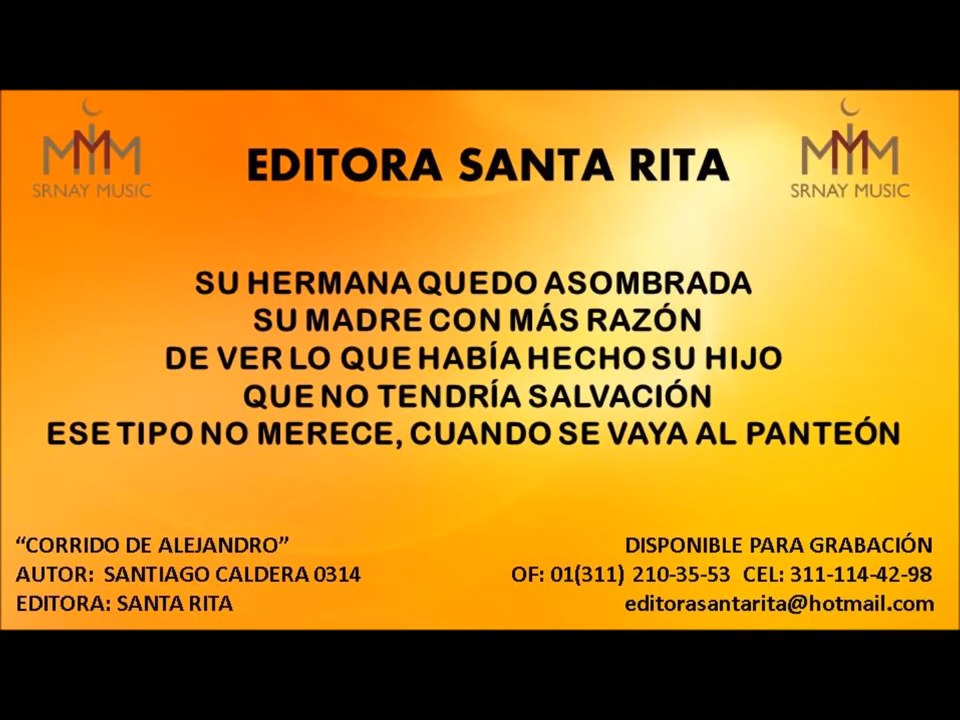 MMM
SRNAY MUSIC
EDITORA SANTA RITA
MMM
SRNAY MUSIC
SU HERMANA QUEDO ASOMBRADA
SU MADRE CON MÁS RAZÓN
DE VER LO QUE HABÍA HECHO SU HIJO
QUE NO TENDRÍA SALVACIÓN
ESE TIPO NO MERECE, CUANDO SE VAYA AL PANTEÓN
“CORRIDO DE ALEJANDRO”
AUTOR: SANTIAGO CALDERA 0314
EDITORA: SANTA RITA
DISPONIBLE PARA GRABACIÓN
OF: 01(311) 210-35-53 CEL: 311-114-42-98
editorasantarita@hotmail.com